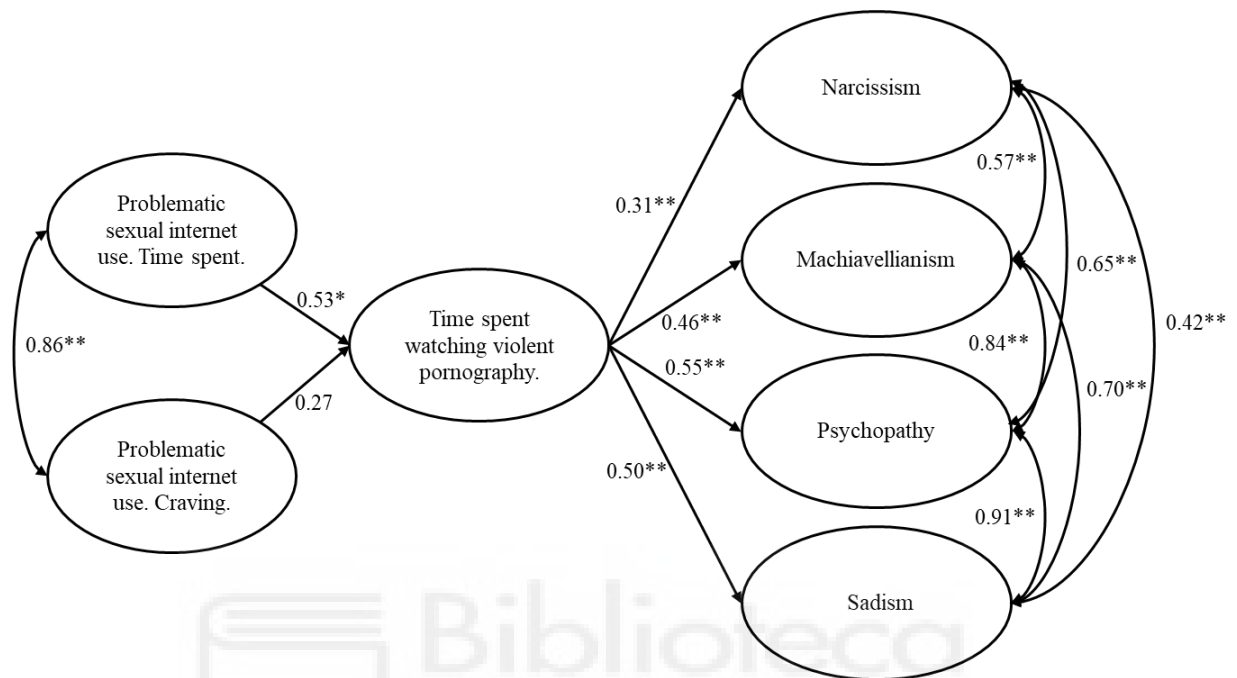 Narcissism
0.57**
Problematic
sexual internet
use. Time spent.
0.31**
Machiavellianism
0.65**
0.53*
0.46**
0.42**
0.86**
Time spent
watching violent
pornography.
0.84**
0.55**
0.70**
0.27
Psychopathy
Problematic
sexual internet
use. Craving.
0.50**
0.91**
Sadism
Biblioteca